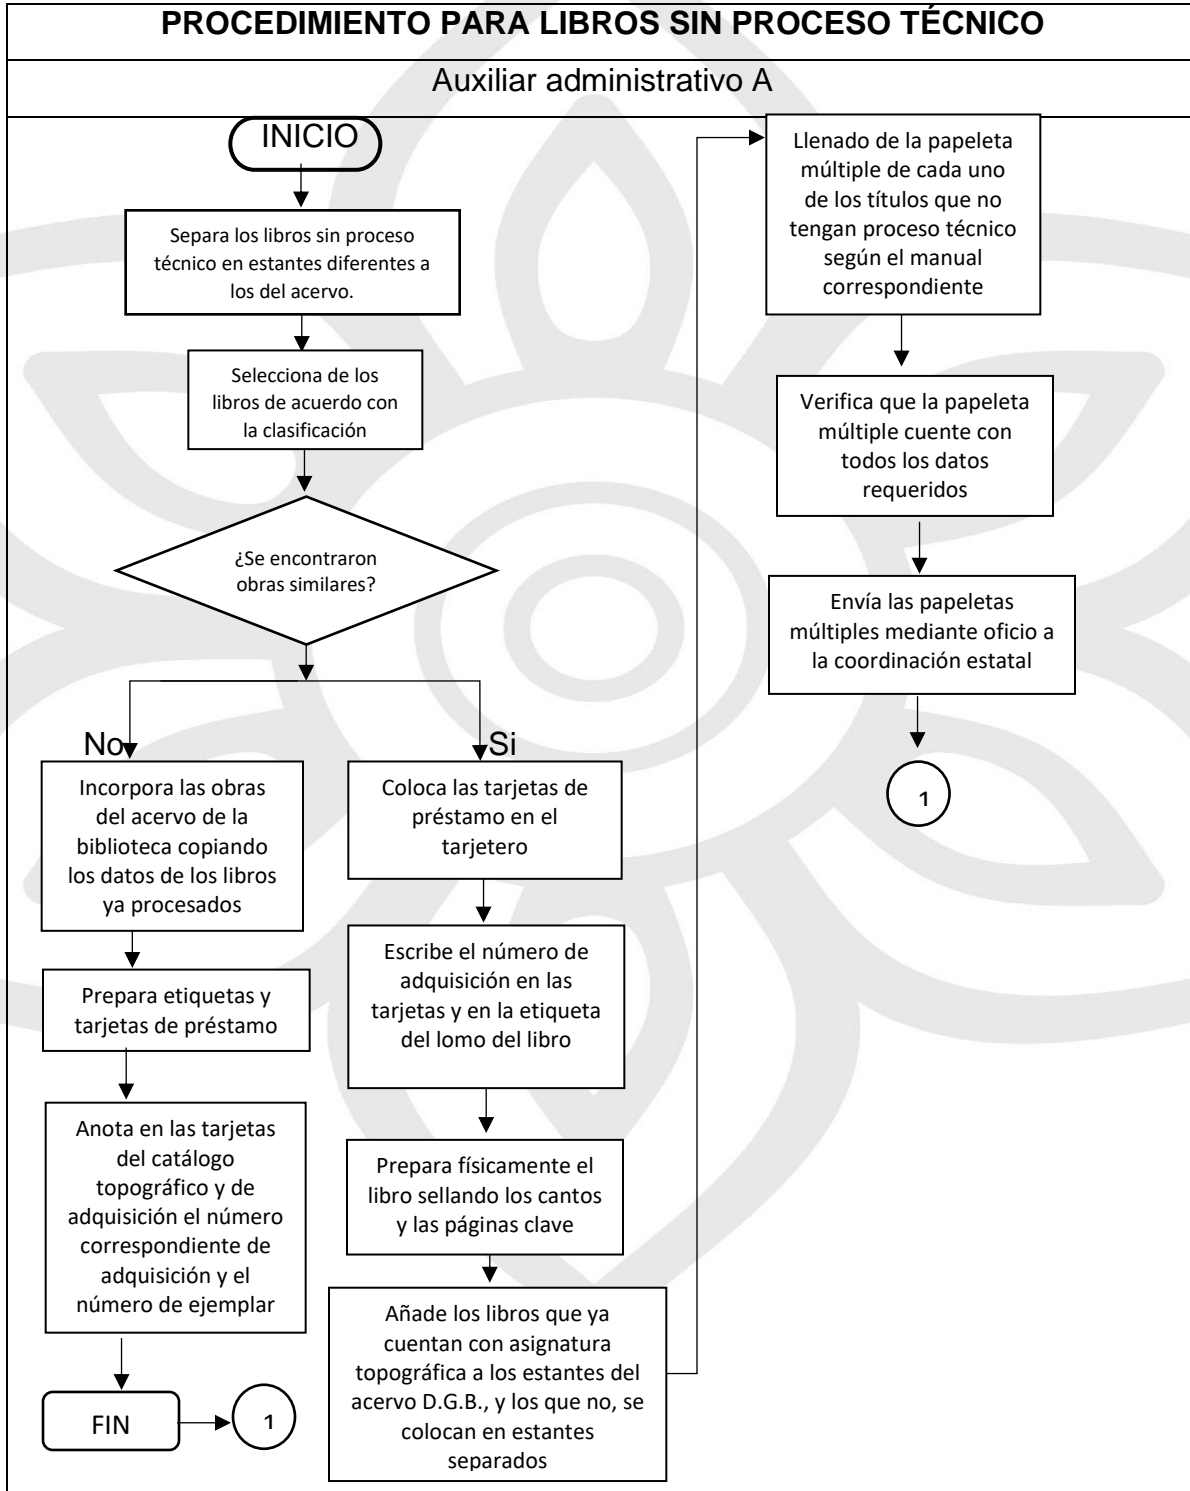 PROCEDIMIENTO PARA LIBROS SIN PROCESO TÉCNICO
Auxiliar administrativo A
INICIO
Separa los libros sin proceso
técnico en estantes diferentes a
los del acervo.
Selecciona de los
libros de acuerdo con
la clasificación
¿Se encontraron
obras similares?
No
Incorpora las obras
del acervo de la
biblioteca copiando
los datos de los libros
ya procesados
Prepara etiquetas y
tarjetas de préstamo
Anota en las tarjetas
del catálogo
topográfico y de
adquisición el número
correspondiente de
adquisición y el
número de ejemplar
FIN
1
Si
Coloca las tarjetas de
préstamo en el
tarjetero
Escribe el número de
adquisición en las
tarjetas y en la etiqueta
del lomo del libro
Prepara físicamente el
libro sellando los cantos
y las páginas clave
Añade los libros que ya
cuentan con asignatura
topográfica a los estantes del
acervo D.G.B., y los que no, se
colocan en estantes
separados
Llenado de la papeleta
múltiple de cada uno
de los títulos que no
tengan proceso técnico
según el manual
correspondiente
Verifica que la papeleta
múltiple cuente con
todos los datos
requeridos
Envía las papeletas
múltiples mediante oficio a
la coordinación estatal
1